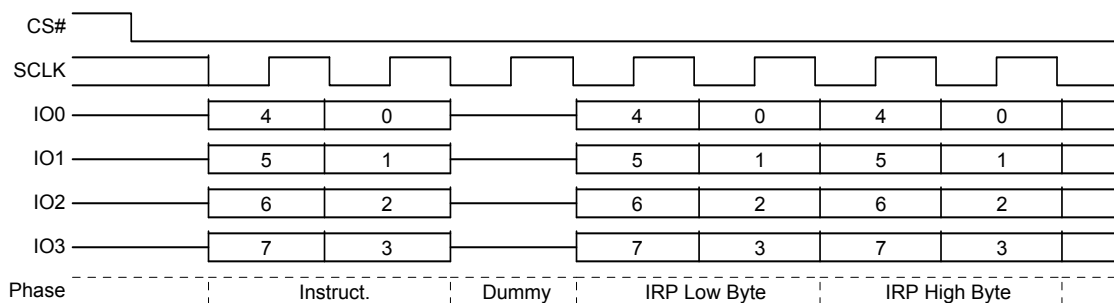 CS#
SCLK
IO0 4 0 4 0 4 0
IO1 5 1 5 1 5 1
IO2 6 2 6 2 6 2
IO3 7 3 7 3 7 3
Phase Instruct. Dummy IRP Low Byte IRP High Byte